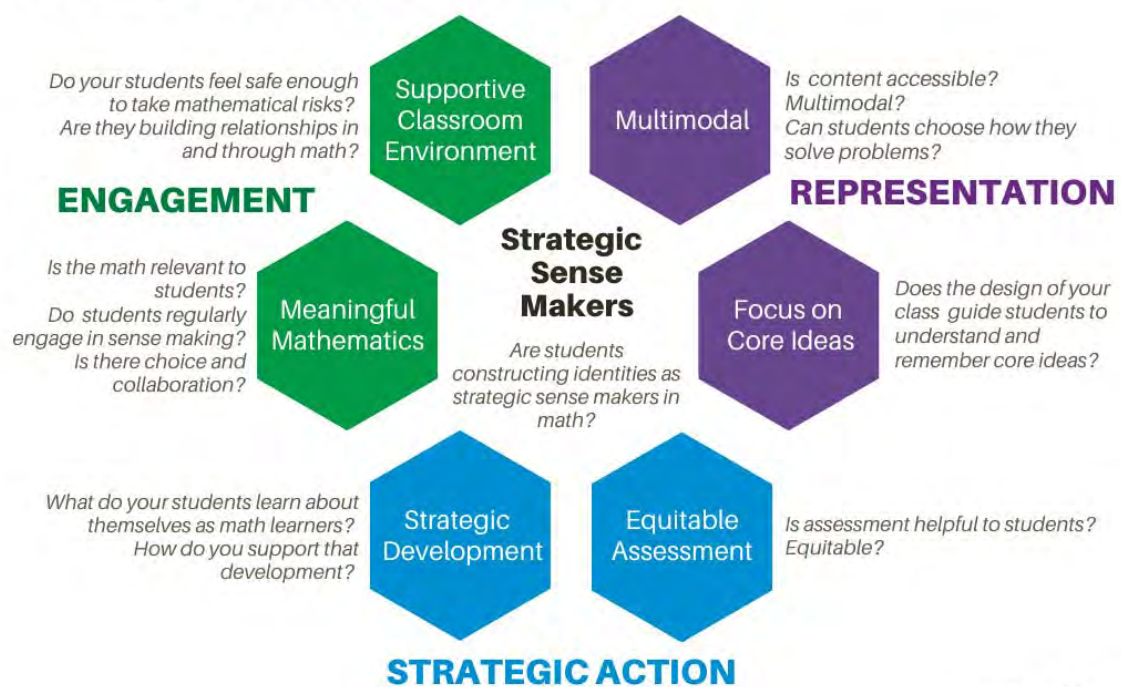 Do your students feel safe enough
to take mathematical risks?
Are they building relationships in
and through math?
Supportive
Classroom
Environment
Multimodal
Is content accessible?
Multimodal?
Can students choose how they
solve problems?
ENGAGEMENT
REPRESENTATION
Is the math relevant to
students?
Do students regularly
engage in sense making?
Is there choice and
collaboration?
Meaningful
Mathematics
Strategic
Sense
Makers
Are students
constructing identities as
strategic sense makers in
math?
Focus on
Core Ideas
Does the design of your
class guide students to
understand and
remember core ideas?
What do your students learn about
themselves as math learners?
How do you support that
development?
Strategic
Development
Equitable
Assessment
Is assessment helpful to students?
Equitable?
STRATEGIC ACTION